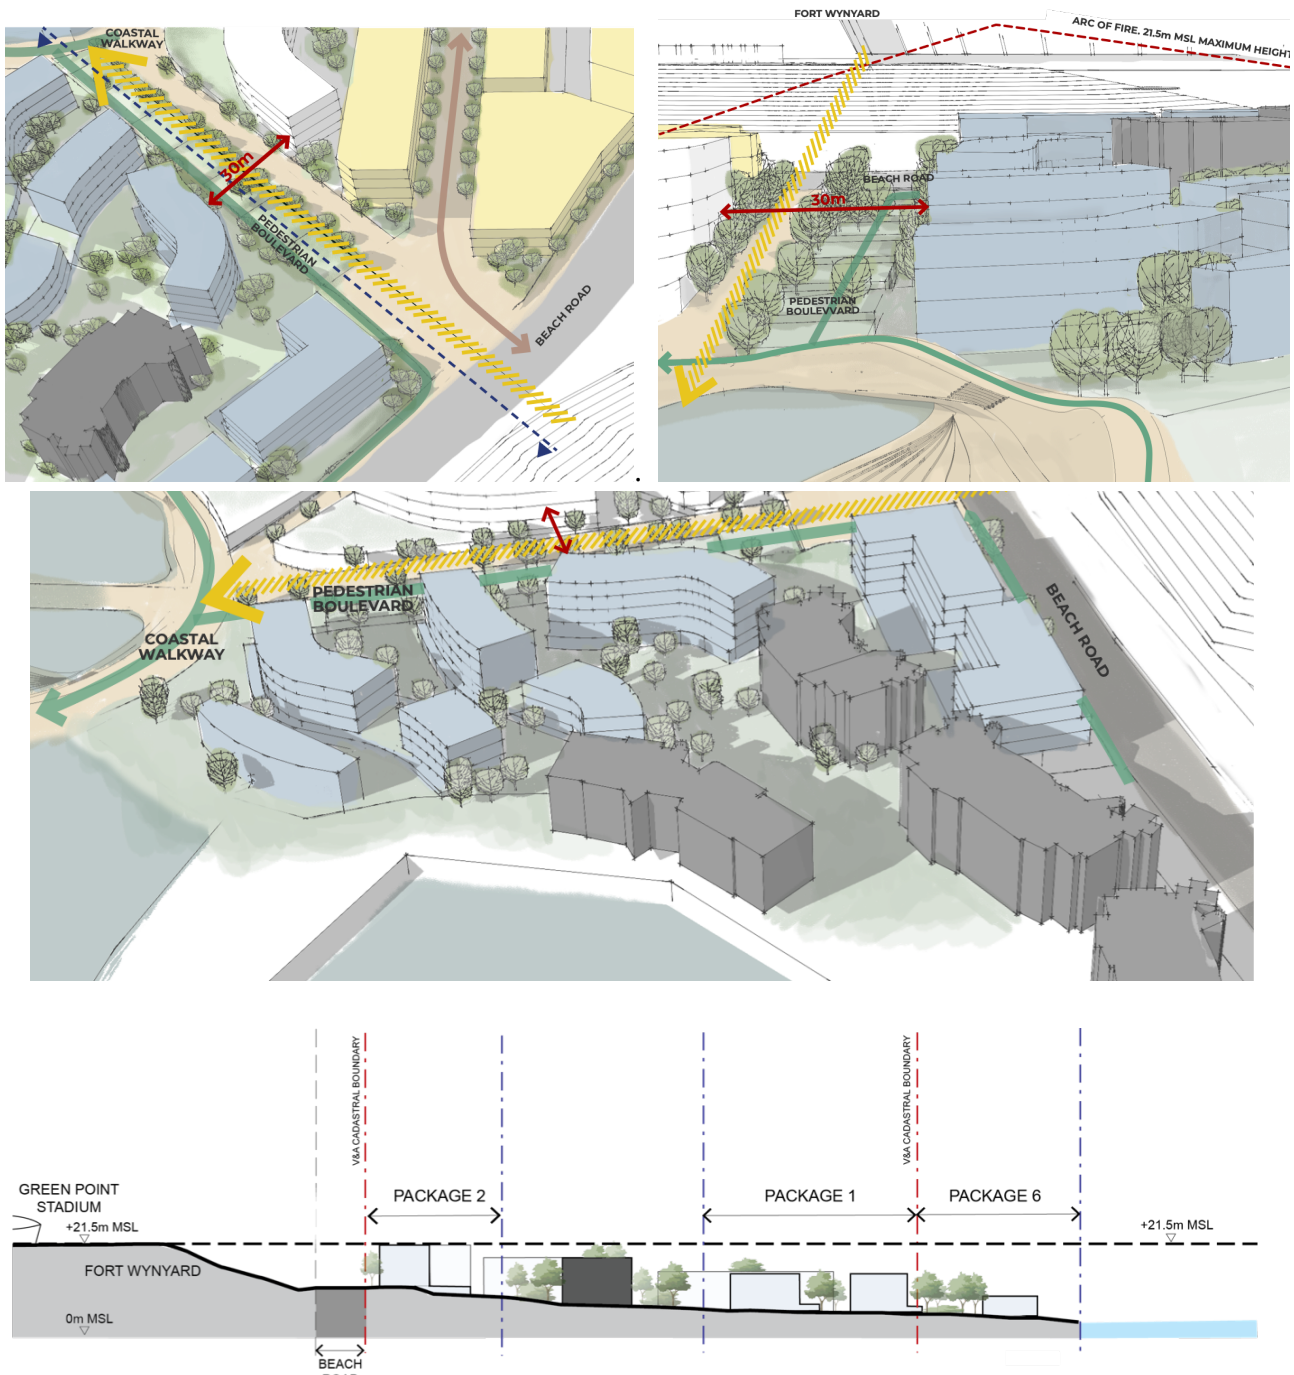 COASTAL
WALKWAY
30m
PEDESTRIAN
BOULEVARD
BEACH ROAD
FORT WYNYARD
ARC OF FIRE, 21.5m MSL MAXIMUM HEIGHT
BEACH ROAD
30m
PEDESTRIAN
BOULEVVARD
PEDESTRIAN
BOULEVARD
COASTAL
WALKWAY
BEACH ROAD
V&A CADASTRAL BOUNDARY
V&A CADASTRAL BOUNDARY
GREEN POINT
STADIUM
PACKAGE 2
PACKAGE 1
PACKAGE 6
+21.5m MSL
+21.5m MSL
FORT WYNYARD
0m MSL
BEACH